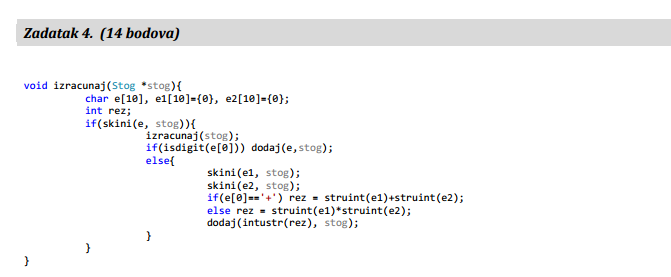 Zadatak 4. (14 bodova)
void izracunaj(Stog *stog){
char e[10], e1[10]={0}, e2[10]={0};
int rez;
if(skini(e, stog)){
izracunaj(stog);
if(isdigit(e[0])) dodaj(e,stog);
else{
skini(e1, stog);
skini(e2, stog);
if(e[0]=='+') rez = struint(e1)+struint(e2);
else rez = struint(e1)*struint(e2);
dodaj(intustr(rez), stog);
}
}
}